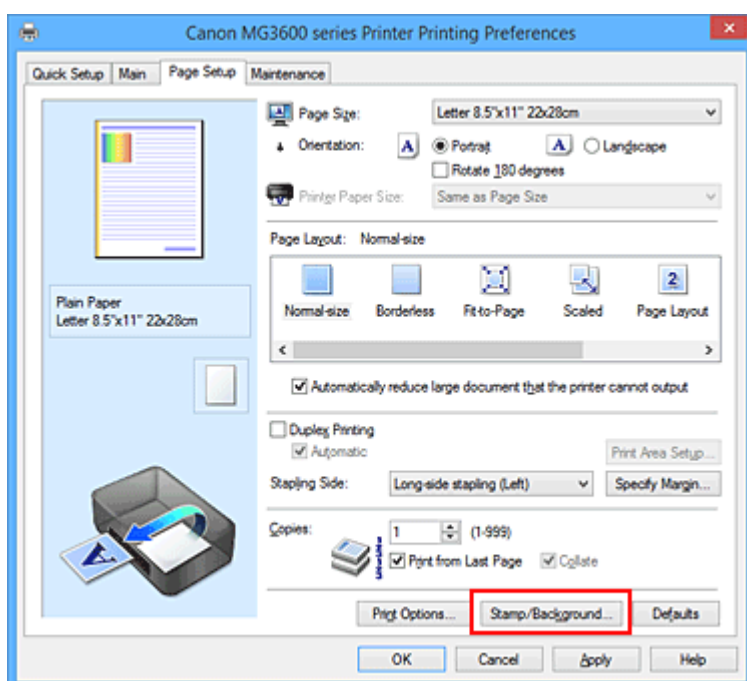 Canon MG3600 series Printer Printing Preferences
Quick Setup Main Page Setup Maintenance
Page Size: Letter 8.5"x11" 22x28cm
Orientation: A Portrait A Landscape
Rotate 180 degrees
Printer Paper Size: Same as Page Size
Page Layout: Normal-size
2
Normal-size Borderless Fit-to-Page Scaled Page Layout
Plain Paper
Letter 8.5"x11" 22x28cm
Automatically reduce large document that the printer cannot output
Duplex Printing
Automatic Print Area Setup...
Stapling Side: Long-side stapling (Left) Specify Margin...
Copies: 1 (1-999)
Print from Last Page Collate
A
Print Options... Stamp/Background... Defaults
OK Cancel Apply Help